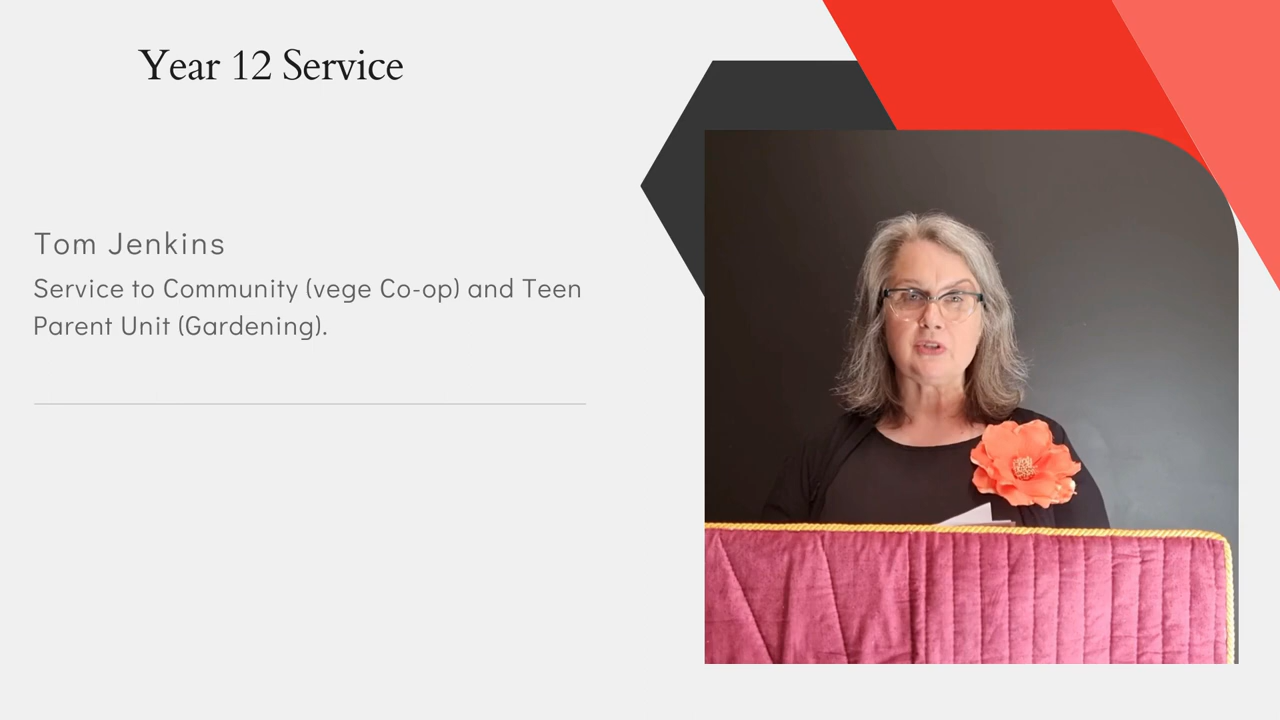 Year 12 Service
Tom Jenkins
Service to Community (vege Co-op) and Teen
Parent Unit (Gardening).